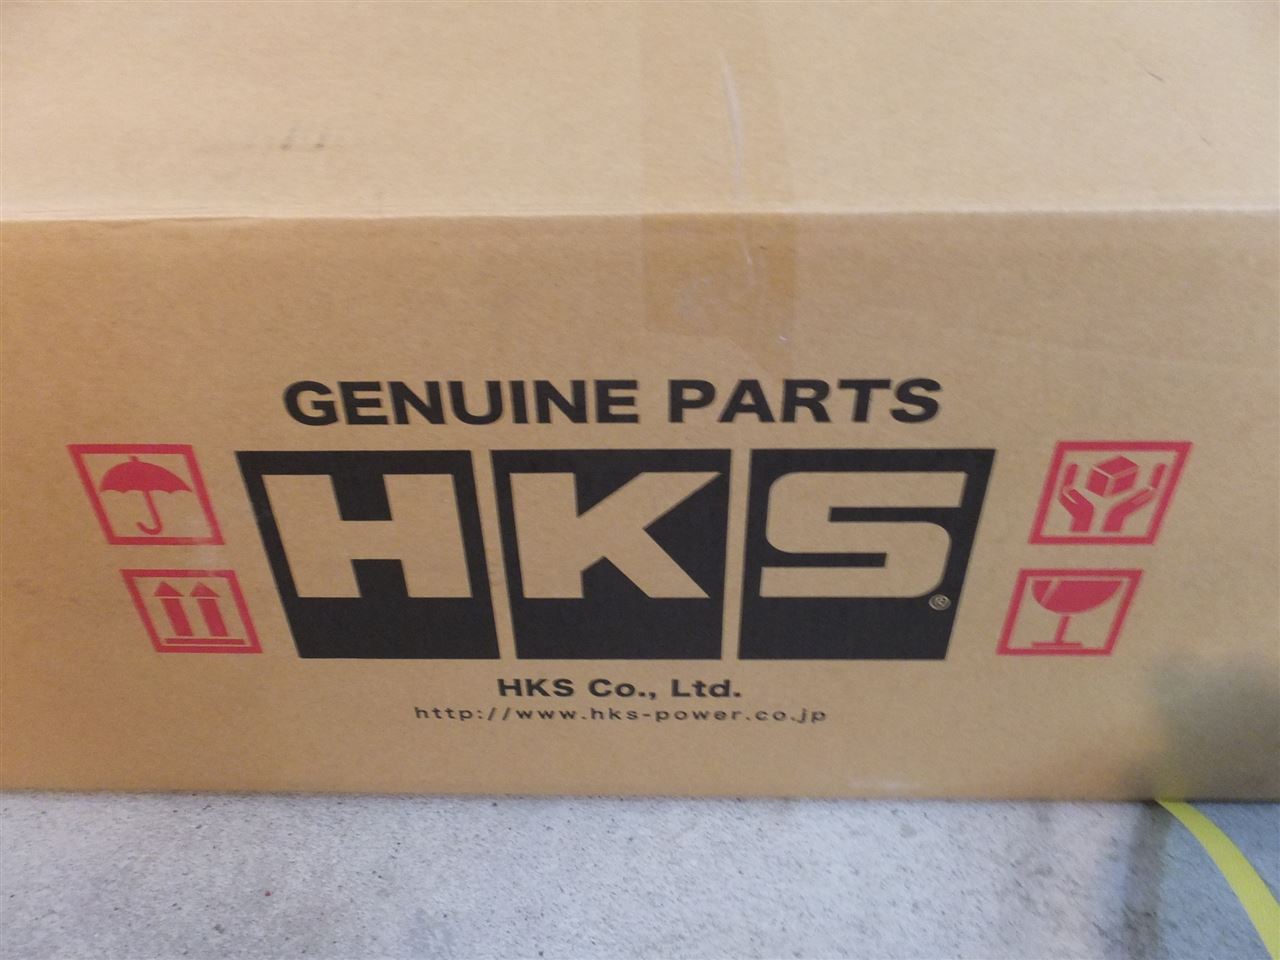 GENUINE PARTS
HKS®
HKS Co., Ltd.
http://www.hks-power.co.jp